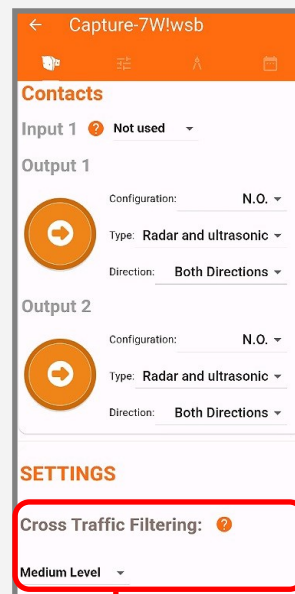 Capture-7W!wsb
Contacts
Input 1 ? Not used
Output 1
Configuration: N.O.
Type: Radar and ultrasonic
Direction: Both Directions
Output 2
Configuration: N.O.
Type: Radar and ultrasonic
Direction: Both Directions
SETTINGS
Cross Traffic Filtering: ?
Medium Level